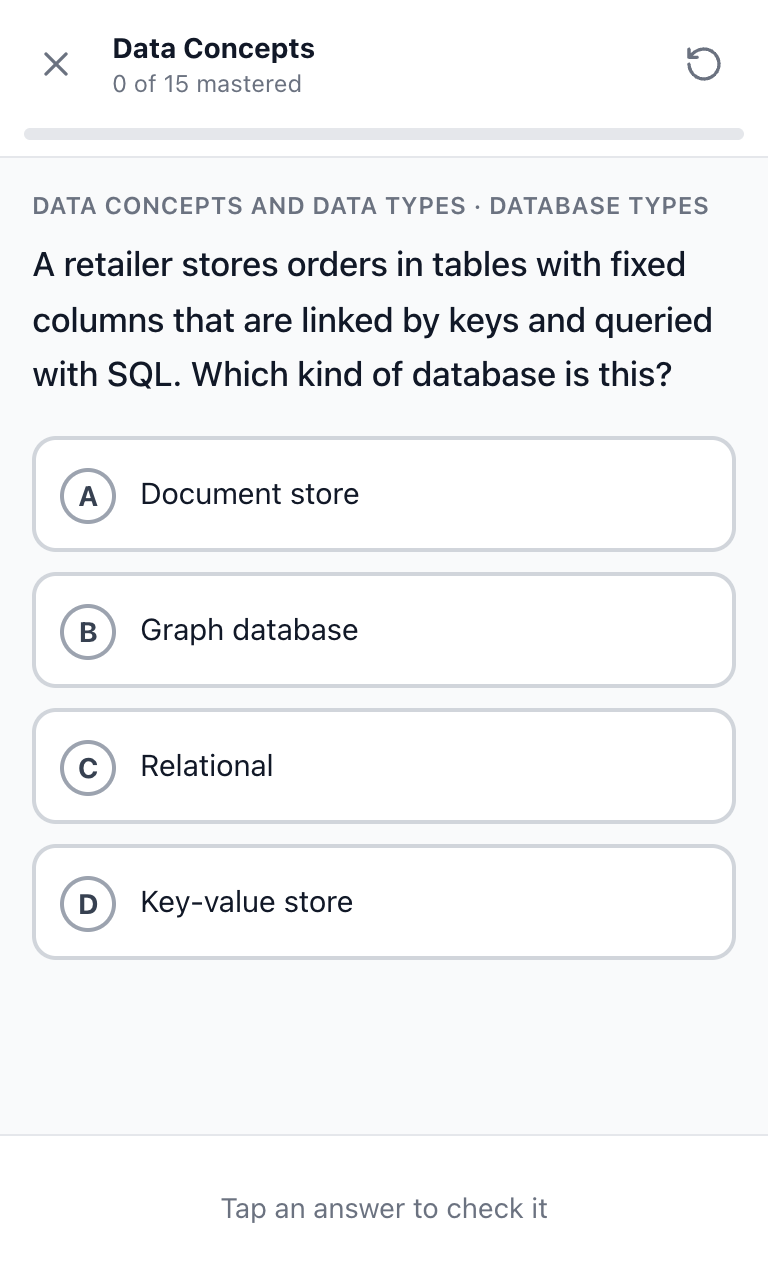 Data Concepts
0 of 15 mastered
DATA CONCEPTS AND DATA TYPES · DATABASE TYPES
A retailer stores orders in tables with fixed
columns that are linked by keys and queried
with SQL. Which kind of database is this?
A Document store
B Graph database
C Relational
D Key-value store
Tap an answer to check it